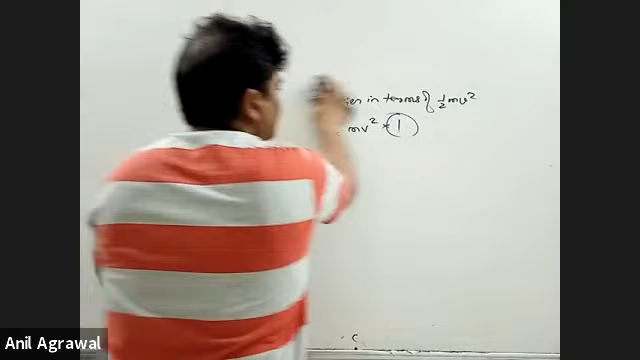 in terms of ½mv²
mv² × 1
C
Anil Agrawal